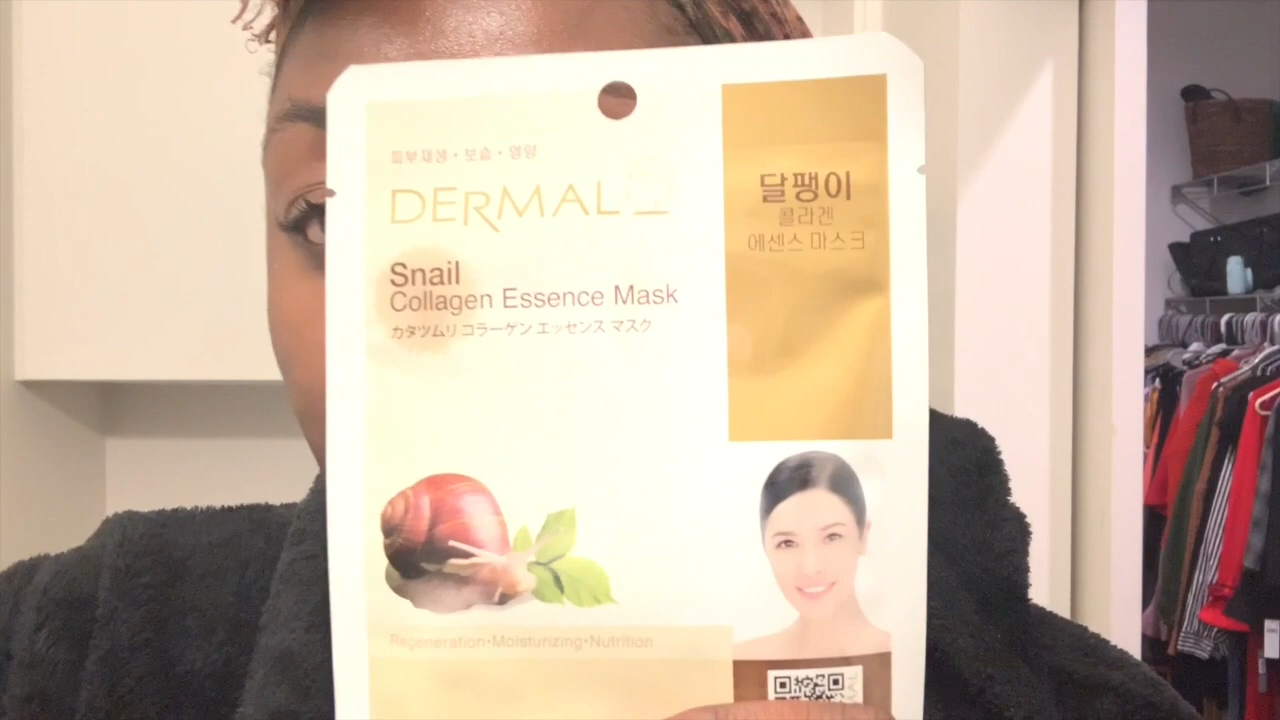 피부재생·보습·영양
DERMAL
Snail
Collagen Essence Mask
カタツムリ コラーゲン エッセンス マスク
달팽이
콜라겐
에센스 마스크
Regeneration·Moisturizing·Nutrition